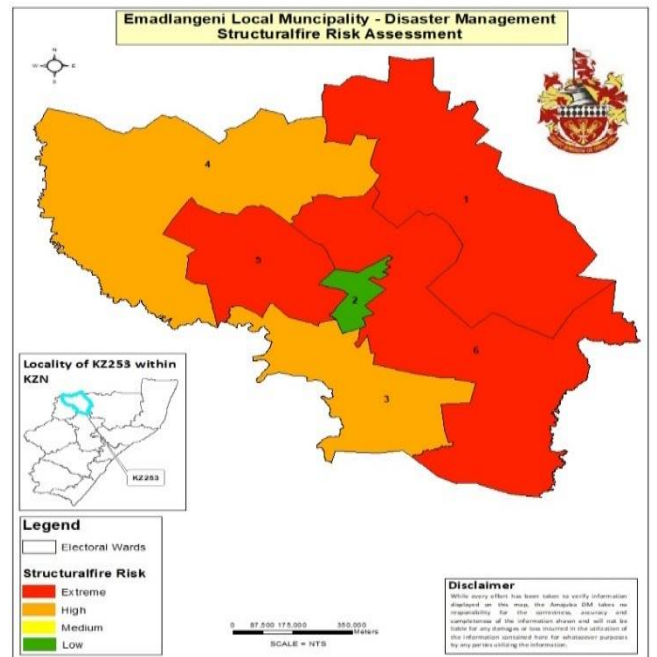 Emadlangeni Local Muncipality - Disaster Management
Structuralfire Risk Assessment
N
W E
S
4
1
5
2
6
3
Locality of KZ253 within
KZN
KZ253
Legend
Electoral Wards
Structuralfire Risk
Extreme
High
Medium
Low
0 87,500 175,000 350,000
Meters
SCALE = NTS
Disclaimer
While every effort has been taken to verify information
displayed on this map, the Amajuba DM takes no
responsibility for the correctness, accuracy and
completeness of the information shown and will not be
liable for any damages or loss incurred in the utilization of
the information contained here for whatsoever purposes
by any parties utilizing the information.